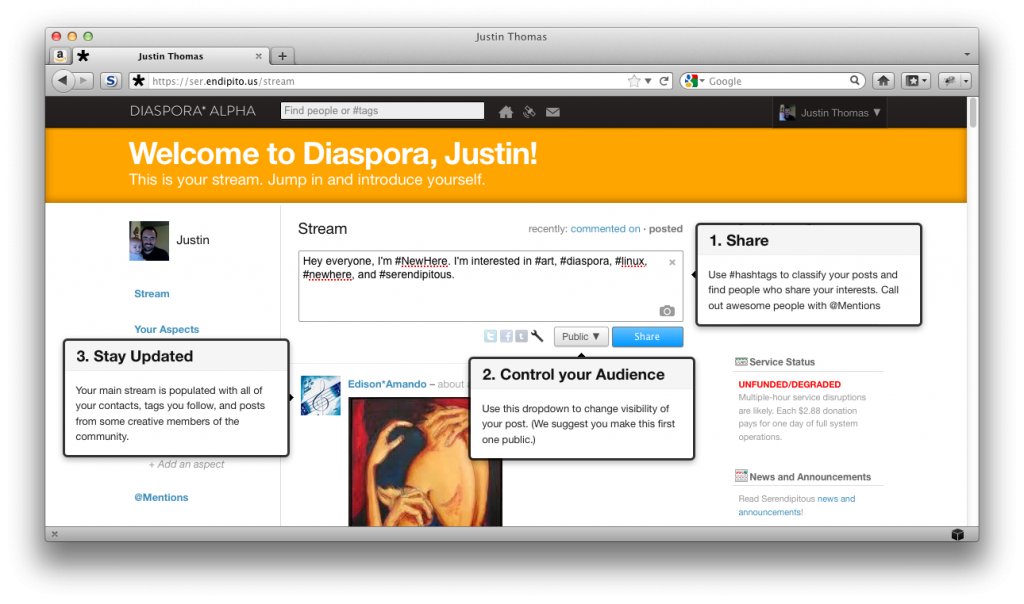 Justin Thomas
Justin Thomas
https://ser.endipito.us/stream
Google
DIASPORA* ALPHA
Find people or #tags
Justin Thomas ▼
Welcome to Diaspora, Justin!
This is your stream. Jump in and introduce yourself.
Justin
Stream
Your Aspects
3. Stay Updated
Your main stream is populated with all of
your contacts, tags you follow, and posts
from some creative members of the
community.
+ Add an aspect
@Mentions
Stream
recently: commented on · posted
Hey everyone, I'm #NewHere. I'm interested in #art, #diaspora, #linux,
#newhere, and #serendipitous.
Public ▼
Share
Edison*Amando – about
2. Control your Audience
Use this dropdown to change visibility of
your post. (We suggest you make this first
one public.)
1. Share
Use #hashtags to classify your posts and
find people who share your interests. Call
out awesome people with @Mentions
Service Status
UNFUNDED/DEGRADED
Multiple-hour service disruptions
are likely. Each $2.88 donation
pays for one day of full system
operations.
News and Announcements
Read Serendipitous news and
announcements!